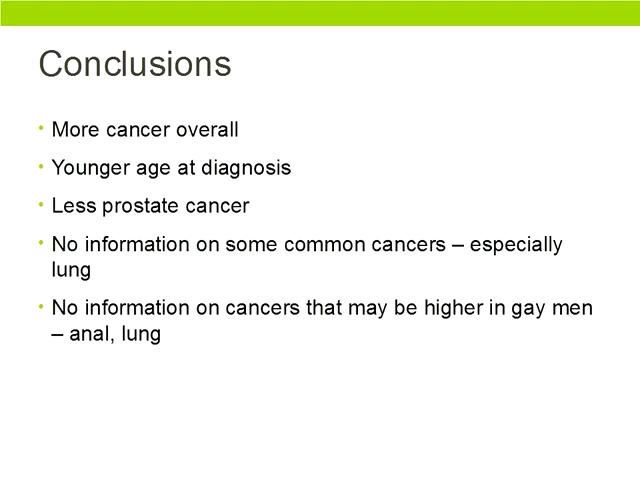 Conclusions
• More cancer overall
• Younger age at diagnosis
• Less prostate cancer
• No information on some common cancers – especially
lung
• No information on cancers that may be higher in gay men
– anal, lung